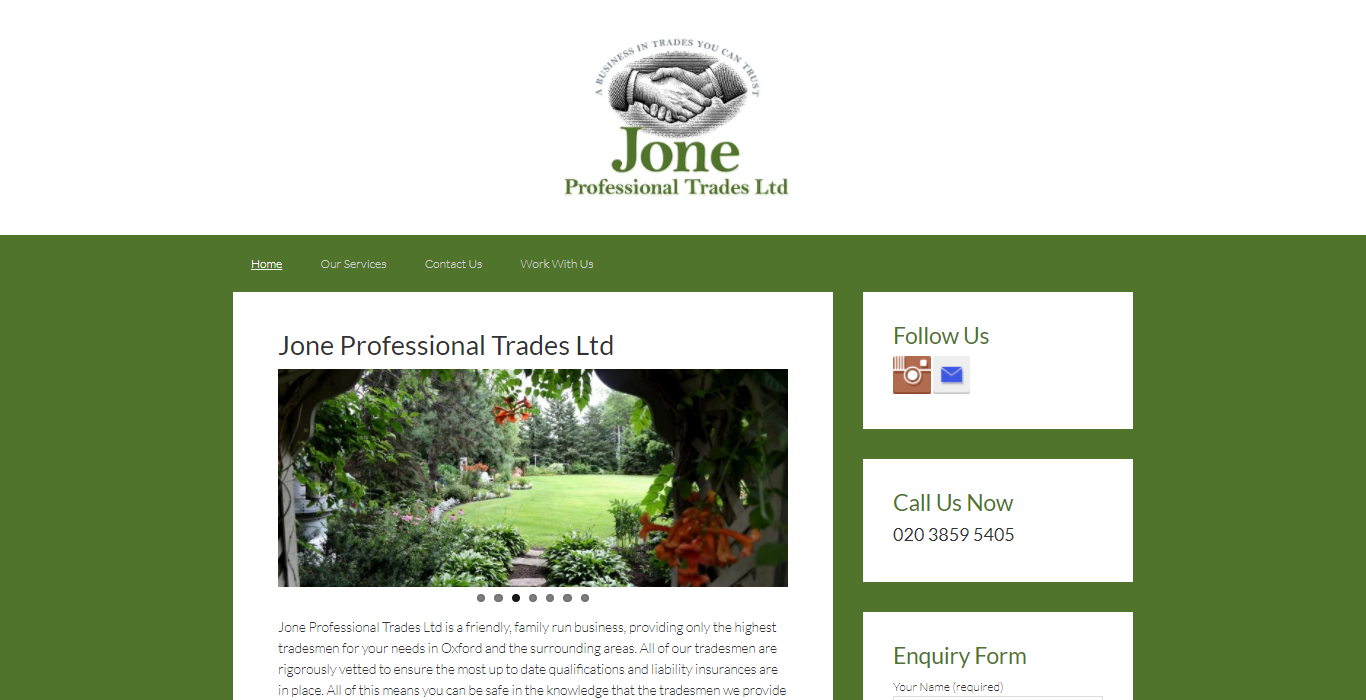 A BUSINESS IN TRADES YOU CAN TRUST
Jone
Professional Trades Ltd
Home
Our Services
Contact Us
Work With Us
Jone Professional Trades Ltd
Jone Professional Trades Ltd is a friendly, family run business, providing only the highest
tradesmen for your needs in Oxford and the surrounding areas. All of our tradesmen are
rigorously vetted to ensure the most up to date qualifications and liability insurances are
in place. All of this means you can be safe in the knowledge that the tradesmen we provide
Follow Us
Call Us Now
020 3859 5405
Enquiry Form
Your Name (required)